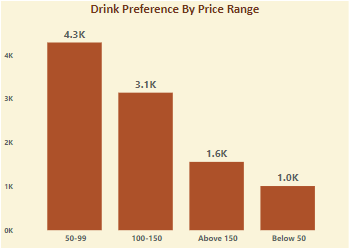 Drink Preference By Price Range
4.3K
4K
3.1K
3K
2K
1.6K
1K
1.0K
0K
50-99 100-150 Above 150 Below 50